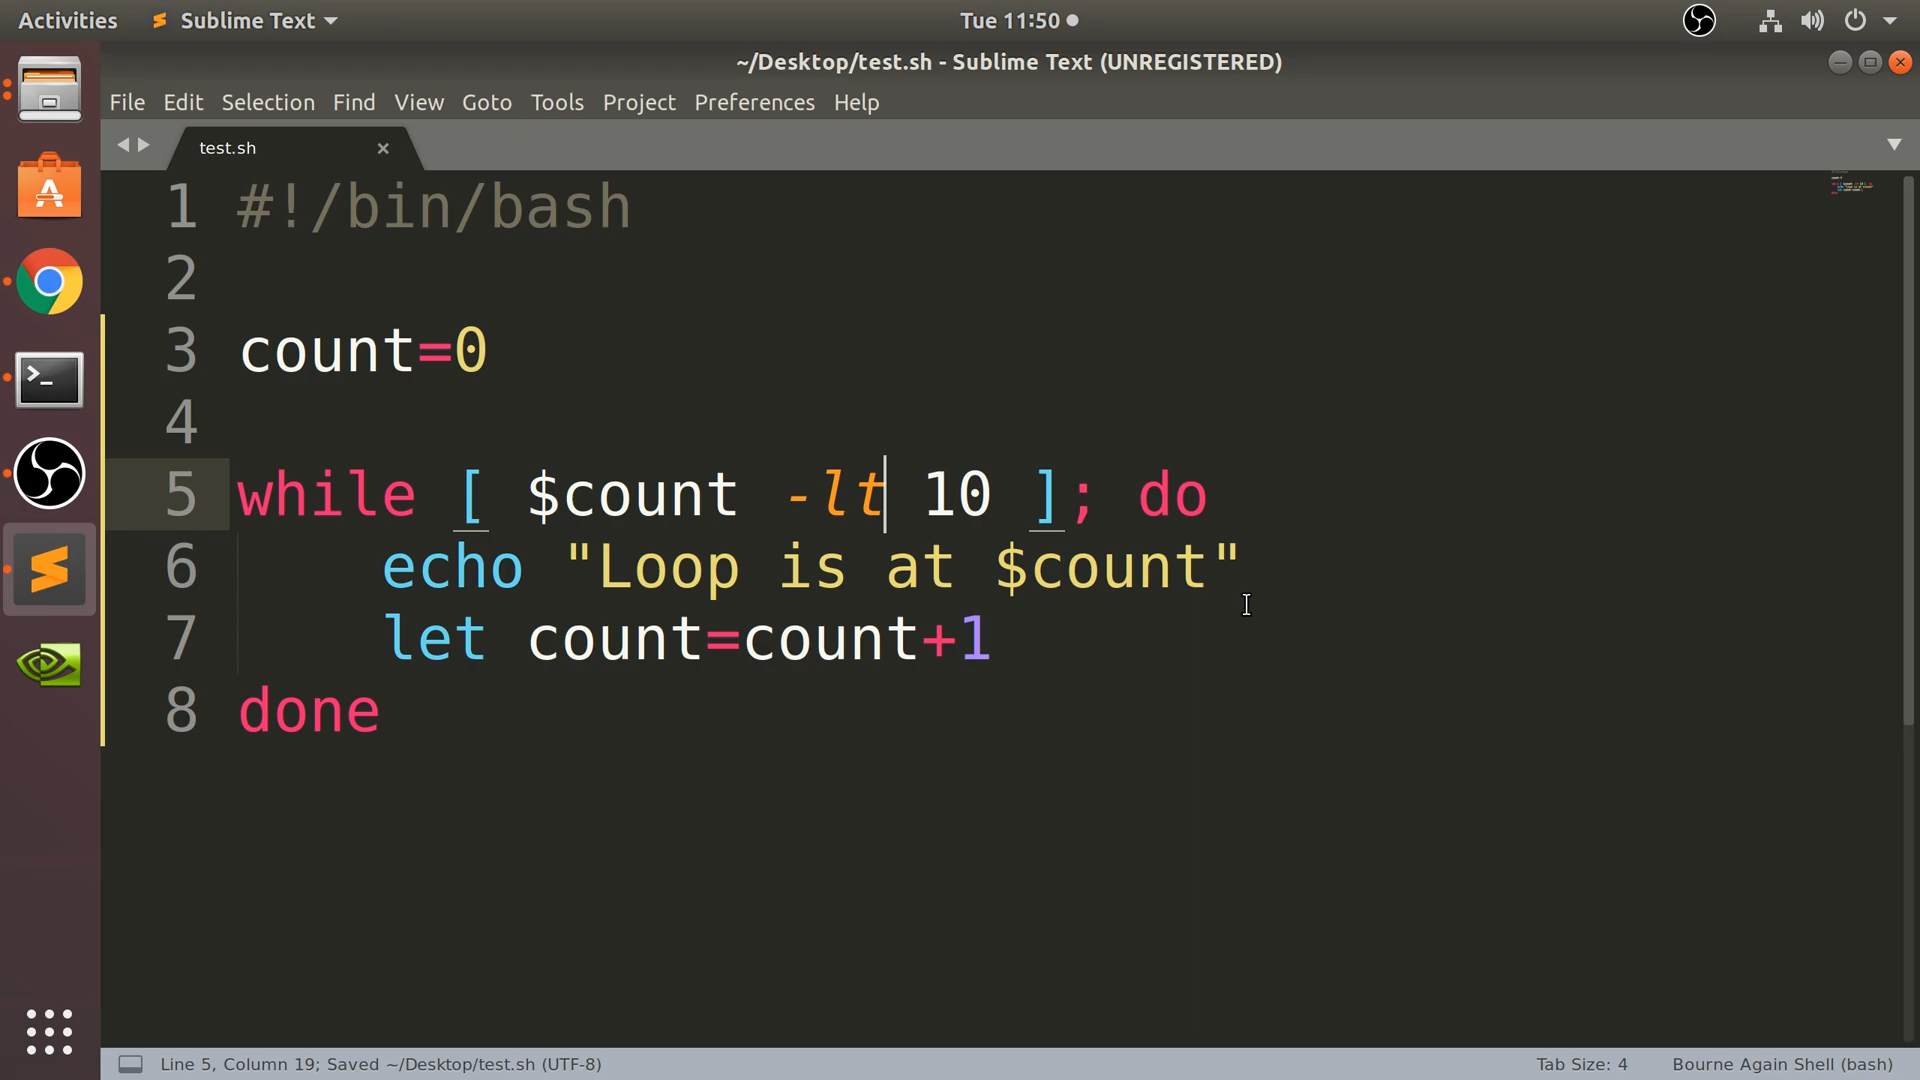 Activities Sublime Text Tue 11:50
~/Desktop/test.sh - Sublime Text (UNREGISTERED)
File Edit Selection Find View Goto Tools Project Preferences Help
test.sh
1 #!/bin/bash
2
3 count=0
4
5 while [ $count -lt 10 ]; do
6 echo "Loop is at $count"
7 let count=count+1
8 done
Line 5, Column 19; Saved ~/Desktop/test.sh (UTF-8) Tab Size: 4 Bourne Again Shell (bash)